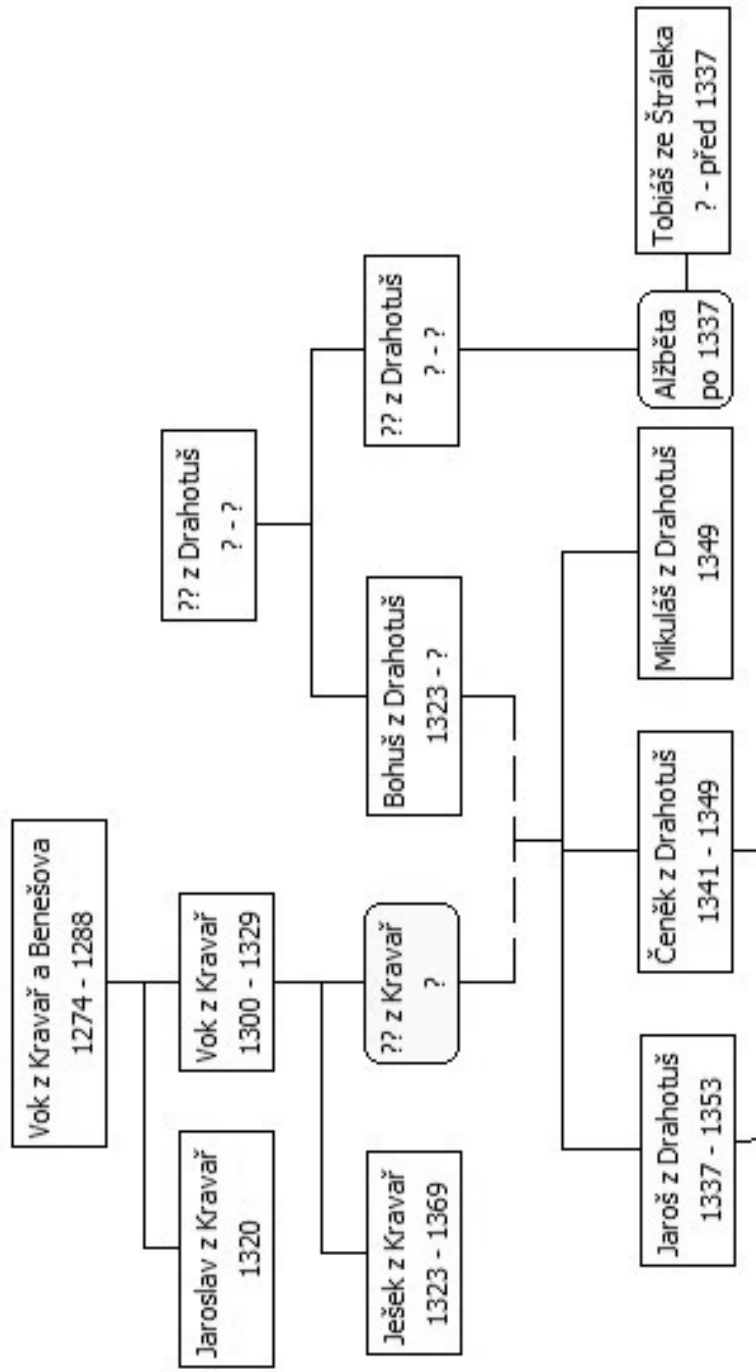 Vok z Kravař a Benešova
1274 - 1288
Jaroslav z Kravař
1320
Vok z Kravař
1300 - 1329
?? z Drahotuš
? - ?
Ješek z Kravař
1323 - 1369
?? z Kravař
?
Bohuš z Drahotuš
1323 - ?
?? z Drahotuš
? - ?
Jaroš z Drahotuš
1337 - 1353
Čeněk z Drahotuš
1341 - 1349
Mikuláš z Drahotuš
1349
Alžběta
po 1337
Tobiáš ze Štráleka
? - před 1337